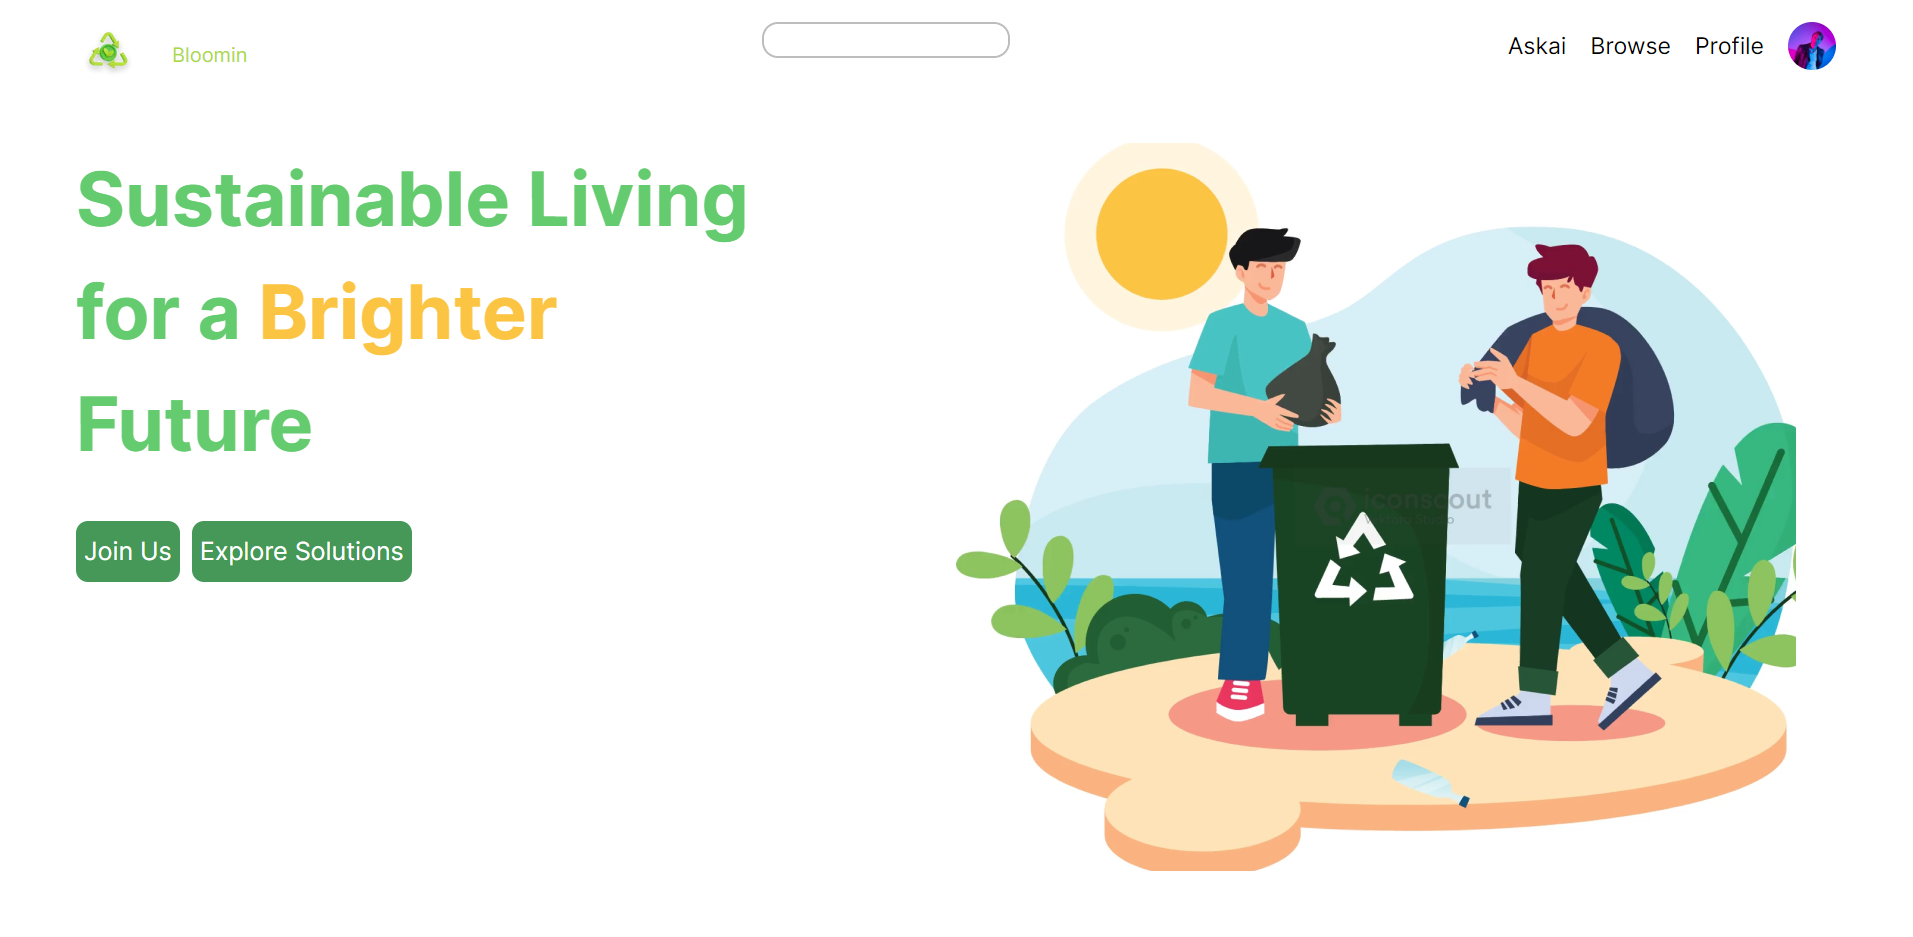 Bloomin
Askai Browse Profile
Sustainable Living
for a Brighter
Future
Join Us Explore Solutions
iconscout